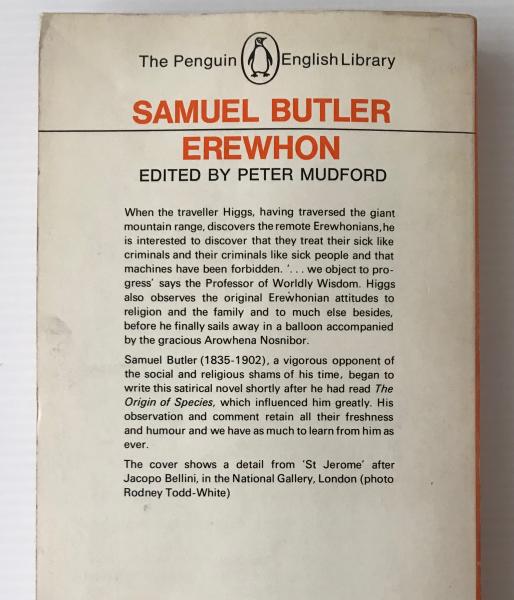 The Penguin English Library
SAMUEL BUTLER
EREWHON
EDITED BY PETER MUDFORD
When the traveller Higgs, having traversed the giant
mountain range, discovers the remote Erewhonians, he
is interested to discover that they treat their sick like
criminals and their criminals like sick people and that
machines have been forbidden. '. . . we object to pro-
gress' says the Professor of Worldly Wisdom. Higgs
also observes the original Erewhonian attitudes to
religion and the family and to much else besides,
before he finally sails away in a balloon accompanied
by the gracious Arowhena Nosnibor.
Samuel Butler (1835-1902), a vigorous opponent of
the social and religious shams of his time, began to
write this satirical novel shortly after he had read The
Origin of Species, which influenced him greatly. His
observation and comment retain all their freshness
and humour and we have as much to learn from him as
ever.
The cover shows a detail from 'St Jerome' after
Jacopo Bellini, in the National Gallery, London (photo
Rodney Todd-White)